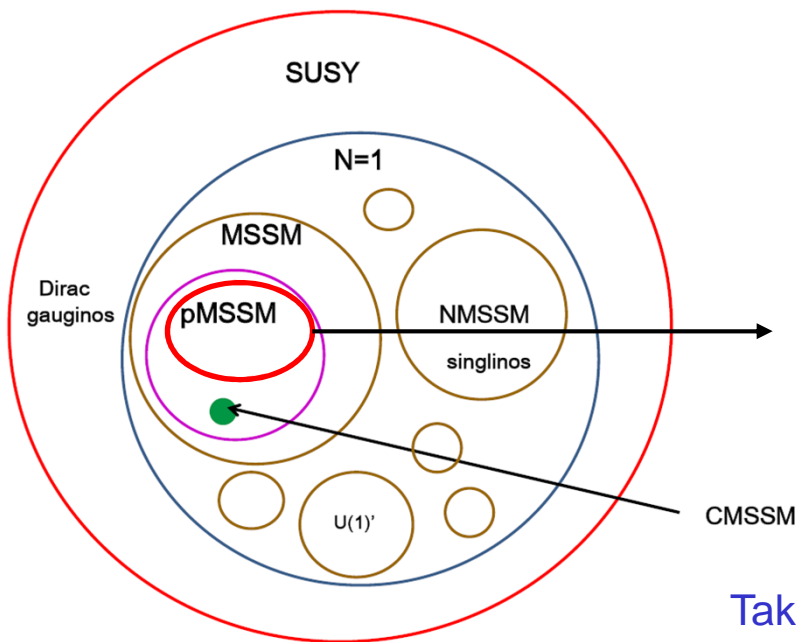 SUSY
N=1
MSSM
Dirac
gauginos
pMSSM
NMSSM
singlinos
U(1)'
CMSSM
Tak